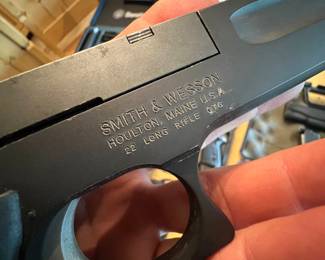 SMITH & WESSON
HOULTON, MAINE U.S.A.
22 LONG RIFLE CTG